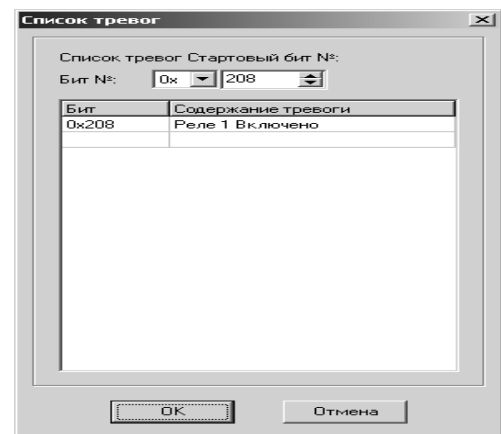 Список тревог
Список тревог Стартовый бит №:
Бит №: 0x 208
Бит Содержание тревоги
0x208 Реле 1 Включено
OK Отмена